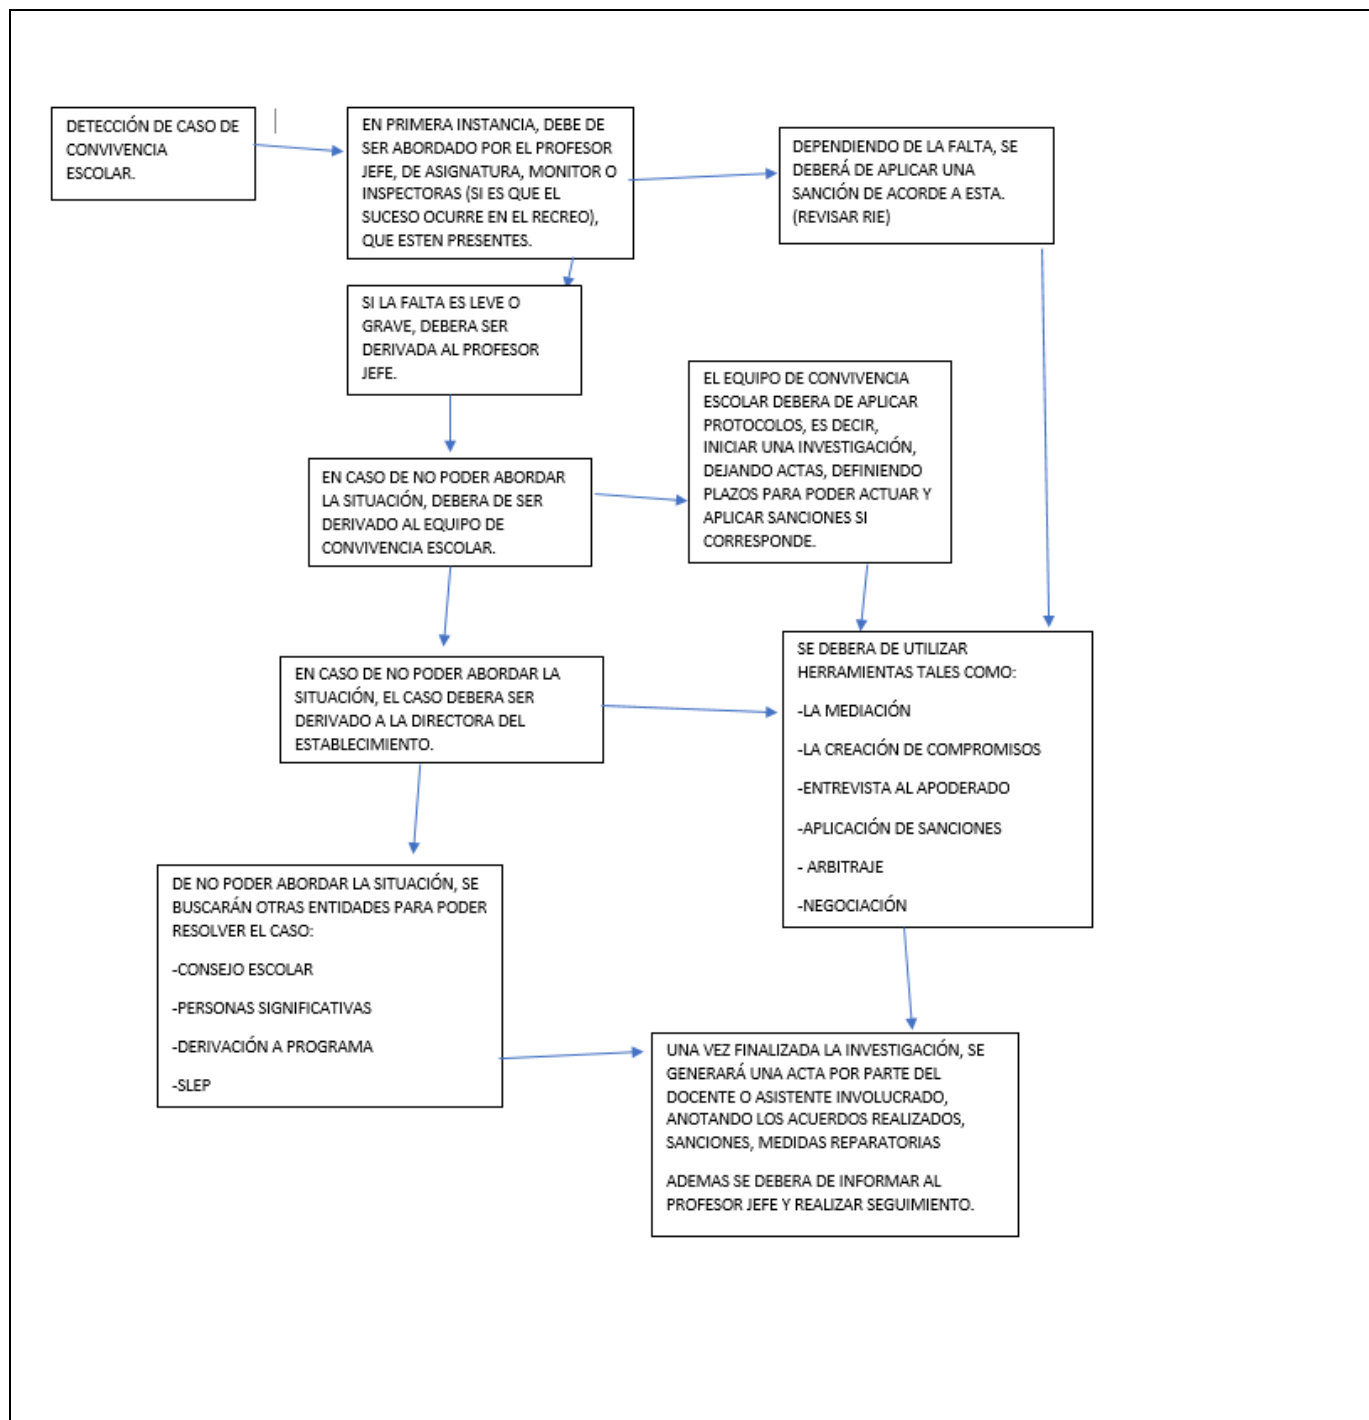 DETECCIÓN DE CASO DE
CONVIVENCIA
ESCOLAR.
EN PRIMERA INSTANCIA, DEBE DE
SER ABORDADO POR EL PROFESOR
JEFE, DE ASIGNATURA, MONITOR O
INSPECTORAS (SI ES QUE EL
SUCESO OCURRE EN EL RECREO),
QUE ESTEN PRESENTES.
DEPENDIENDO DE LA FALTA, SE
DEBERÁ DE APLICAR UNA
SANCIÓN DE ACORDE A ESTA.
(REVISAR RIE)
SI LA FALTA ES LEVE O
GRAVE, DEBERA SER
DERIVADA AL PROFESOR
JEFE.
EL EQUIPO DE CONVIVENCIA
ESCOLAR DEBERA DE APLICAR
PROTOCOLOS, ES DECIR,
INICIAR UNA INVESTIGACIÓN,
DEJANDO ACTAS, DEFINIENDO
PLAZOS PARA PODER ACTUAR Y
APLICAR SANCIONES SI
CORRESPONDE.
EN CASO DE NO PODER ABORDAR
LA SITUACIÓN, DEBERA DE SER
DERIVADO AL EQUIPO DE
CONVIVENCIA ESCOLAR.
EN CASO DE NO PODER ABORDAR LA
SITUACIÓN, EL CASO DEBERA SER
DERIVADO A LA DIRECTORA DEL
ESTABLECIMIENTO.
SE DEBERA DE UTILIZAR
HERRAMIENTAS TALES COMO:
-LA MEDIACIÓN
-LA CREACIÓN DE COMPROMISOS
-ENTREVISTA AL APODERADO
-APLICACIÓN DE SANCIONES
- ARBITRAJE
-NEGOCIACIÓN
DE NO PODER ABORDAR LA SITUACIÓN, SE
BUSCARÁN OTRAS ENTIDADES PARA PODER
RESOLVER EL CASO:
-CONSEJO ESCOLAR
-PERSONAS SIGNIFICATIVAS
-DERIVACIÓN A PROGRAMA
-SLEP
UNA VEZ FINALIZADA LA INVESTIGACIÓN, SE
GENERARÁ UNA ACTA POR PARTE DEL
DOCENTE O ASISTENTE INVOLUCRADO,
ANOTANDO LOS ACUERDOS REALIZADOS,
SANCIONES, MEDIDAS REPARATORIAS
ADEMAS SE DEBERA DE INFORMAR AL
PROFESOR JEFE Y REALIZAR SEGUIMIENTO.